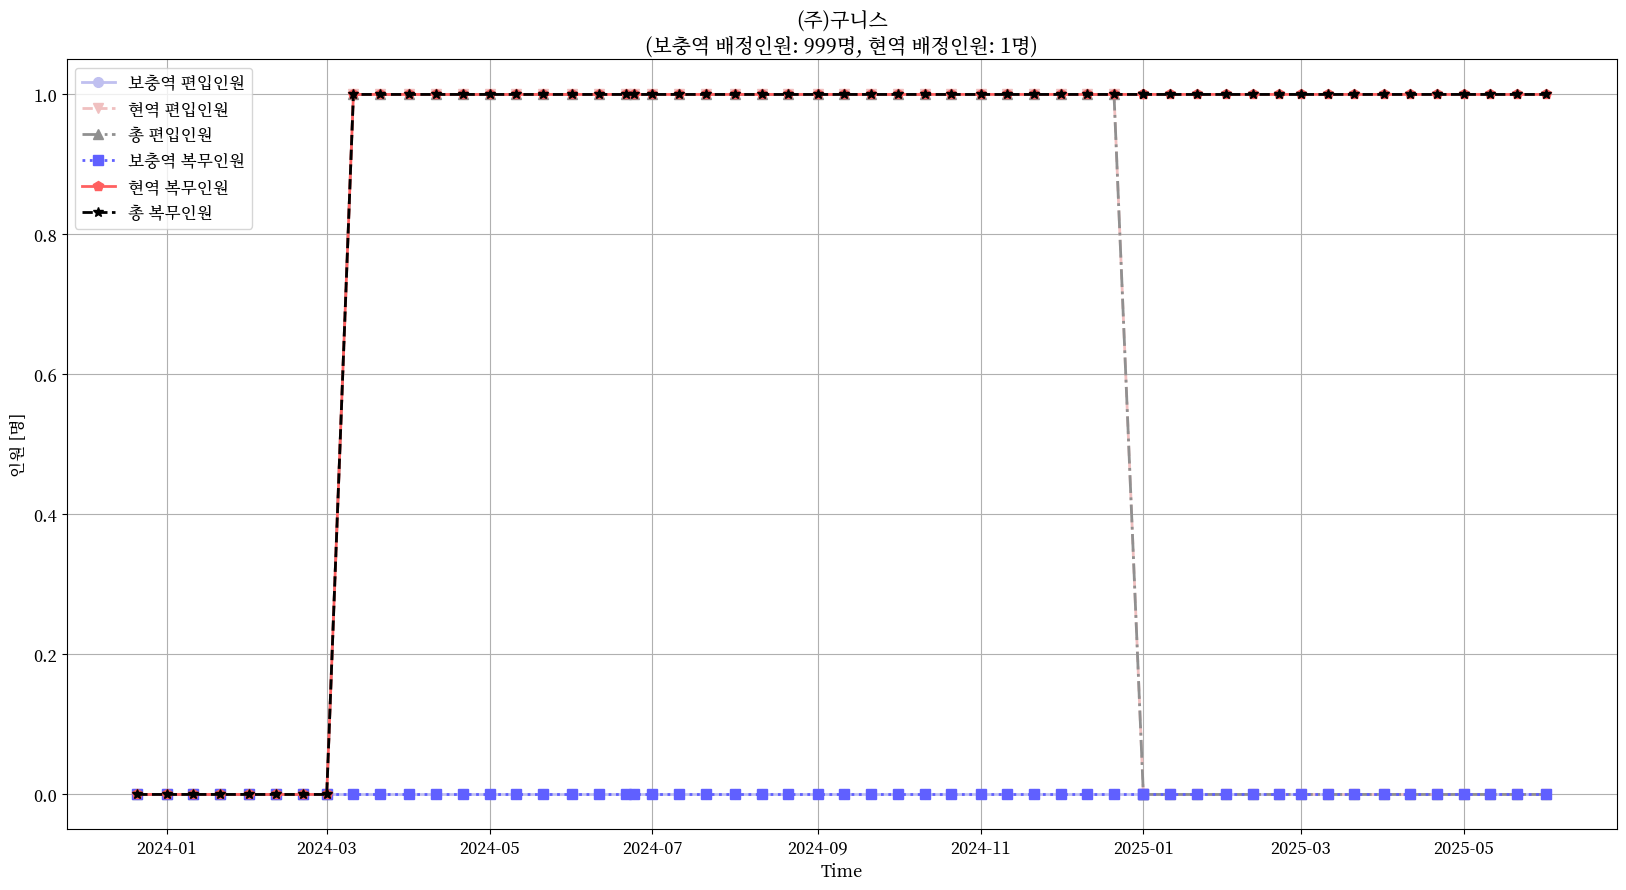 (주)구니스
(보충역 배정인원: 999명, 현역 배정인원: 1명)
보충역 편입인원
현역 편입인원
총 편입인원
보충역 복무인원
현역 복무인원
총 복무인원
인원 [명]
1.0
0.8
0.6
0.4
0.2
0.0
2024-01
2024-03
2024-05
2024-07
2024-09
2024-11
2025-01
2025-03
2025-05
Time